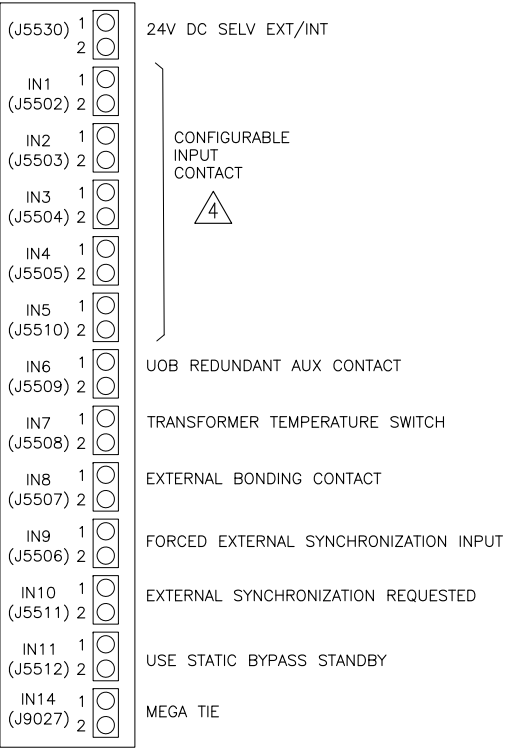 (J5530) 1 24V DC SELV EXT/INT
2
IN1 1
(J5502) 2
IN2 1
(J5503) 2
CONFIGURABLE
INPUT
CONTACT
4
IN3 1
(J5504) 2
IN4 1
(J5505) 2
IN5 1
(J5510) 2
IN6 1 UOB REDUNDANT AUX CONTACT
(J5509) 2
IN7 1 TRANSFORMER TEMPERATURE SWITCH
(J5508) 2
IN8 1 EXTERNAL BONDING CONTACT
(J5507) 2
IN9 1 FORCED EXTERNAL SYNCHRONIZATION INPUT
(J5506) 2
IN10 1 EXTERNAL SYNCHRONIZATION REQUESTED
(J5511) 2
IN11 1 USE STATIC BYPASS STANDBY
(J5512) 2
IN14 1 MEGA TIE
(J9027) 2